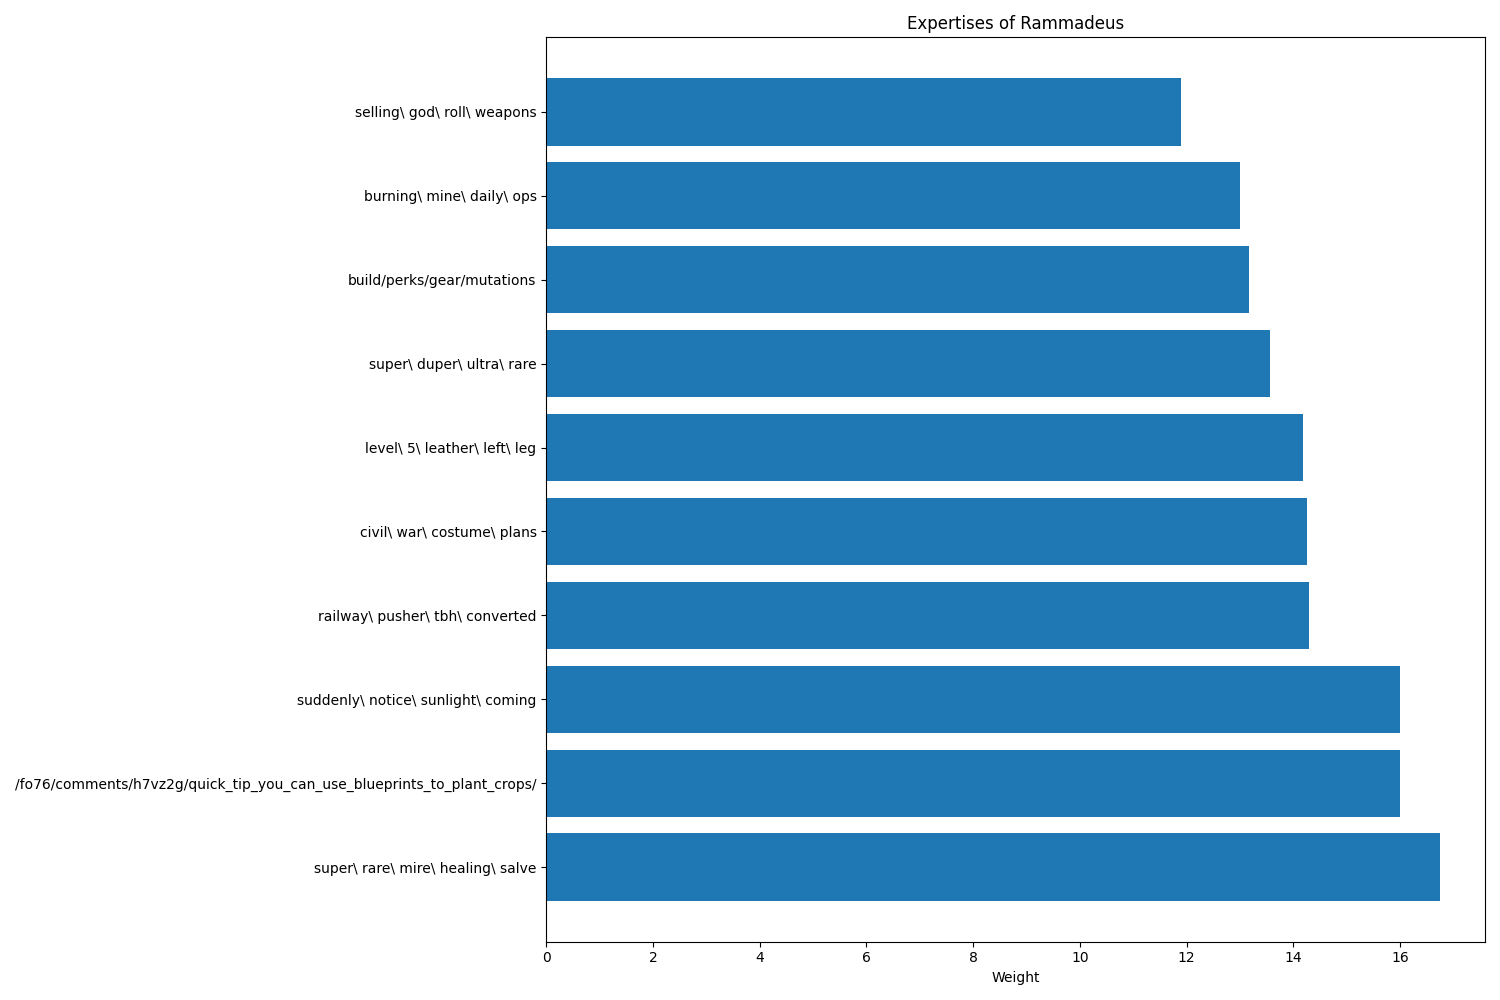 Expertises of Rammadeus
selling\ god\ roll\ weapons
burning\ mine\ daily\ ops
build/perks/gear/mutations
super\ duper\ ultra\ rare
level\ 5\ leather\ left\ leg
civil\ war\ costume\ plans
railway\ pusher\ tbh\ converted
suddenly\ notice\ sunlight\ coming
/fo76/comments/h7vz2g/quick_tip_you_can_use_blueprints_to_plant_crops/
super\ rare\ mire\ healing\ salve
0 2 4 6 8 10 12 14 16
Weight